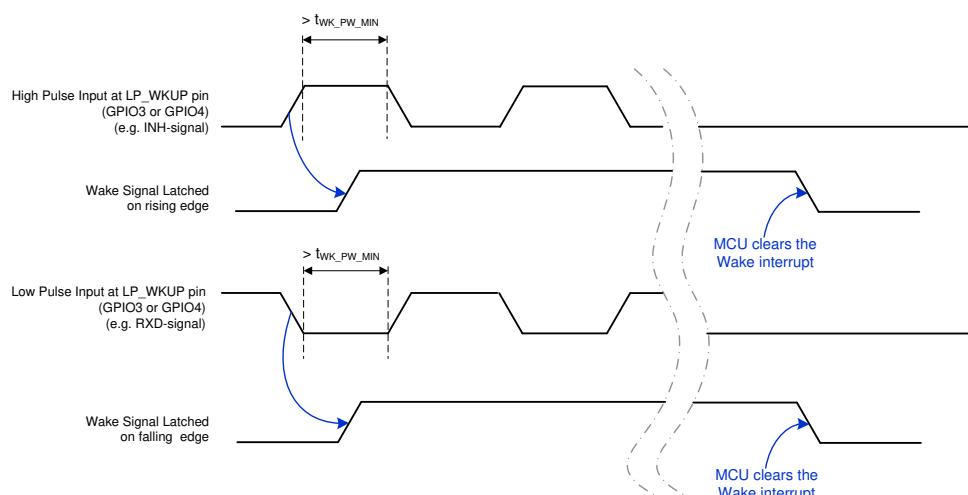 > tWK_PW_MIN
High Pulse Input at LP_WKUP pin
(GPIO3 or GPIO4)
(e.g. INH-signal)
Wake Signal Latched
on rising edge
MCU clears the
Wake interrupt
> tWK_PW_MIN
Low Pulse Input at LP_WKUP pin
(GPIO3 or GPIO4)
(e.g. RXD-signal)
Wake Signal Latched
on falling edge
MCU clears the
Wake interrupt